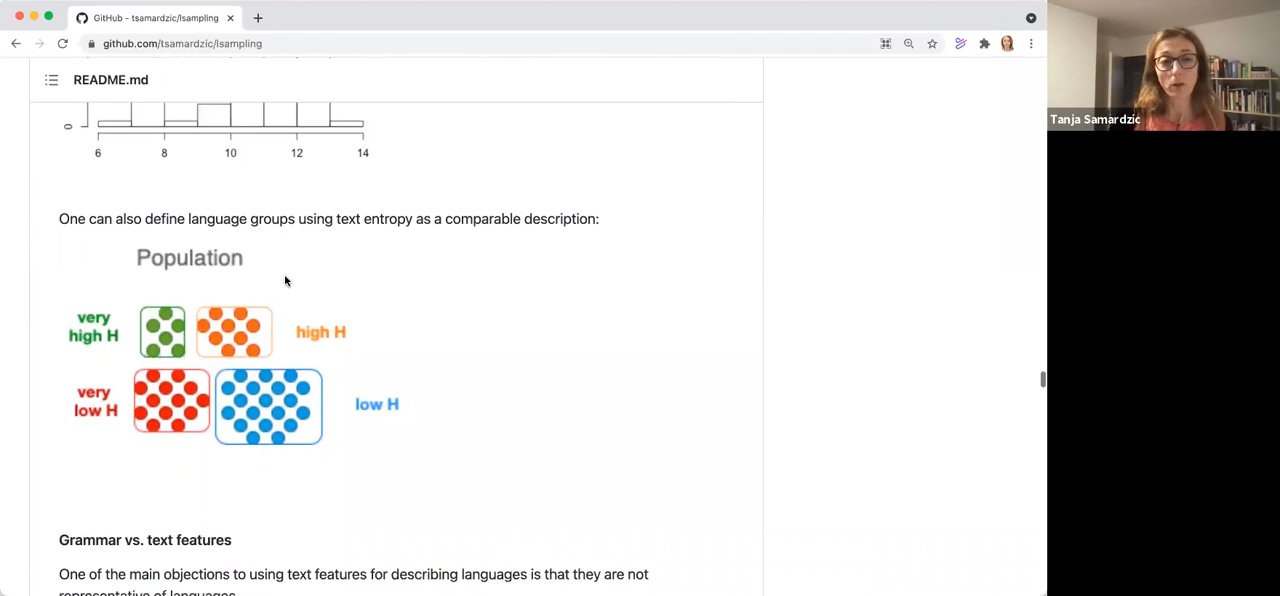 GitHub - tsamardzic/lsampling
github.com/tsamardzic/lsampling
README.md
0
6 8 10 12 14
One can also define language groups using text entropy as a comparable description:
Population
very
high H
high H
very
low H
low H
Grammar vs. text features
One of the main objections to using text features for describing languages is that they are not
representative of languages
Tanja Samardzic